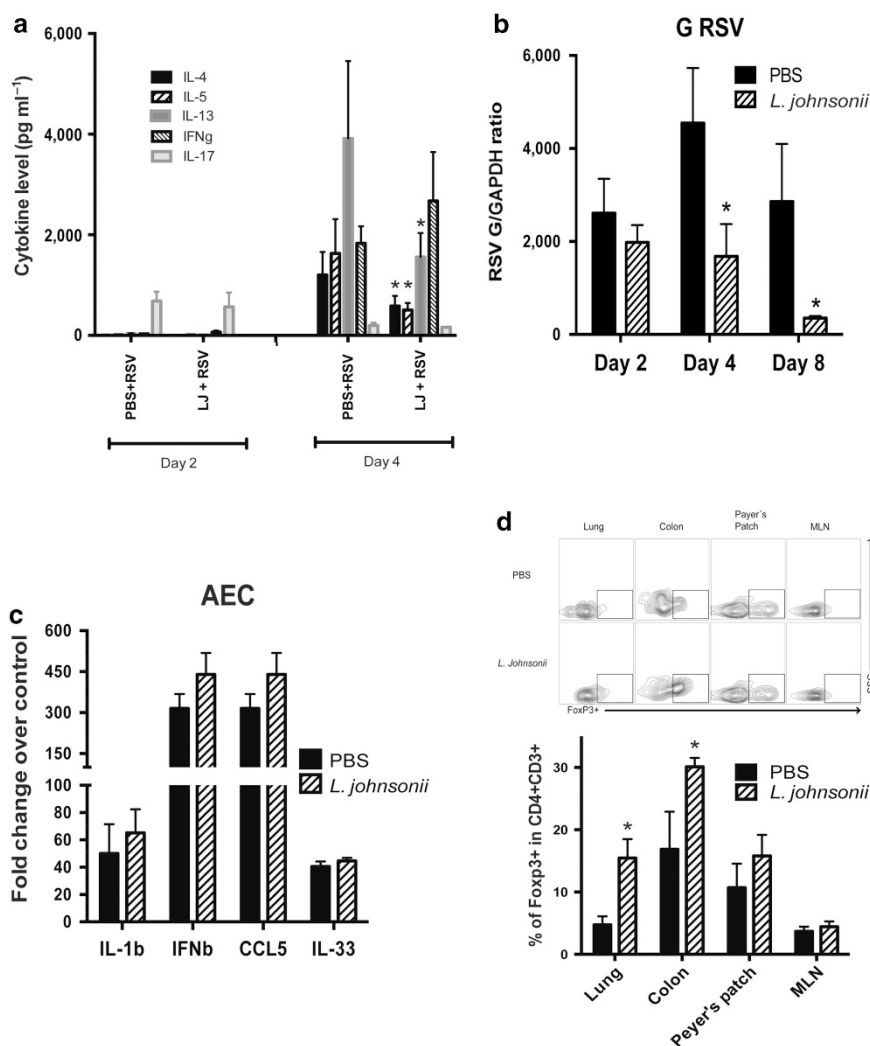 a
6,000
4,000
2,000
0
Cytokine level (pg ml⁻¹)
IL-4
IL-5
IL-13
IFNg
IL-17
* *
*
PBS+RSV
LJ + RSV
PBS+RSV
LJ + RSV
Day 2
Day 4
b
G RSV
6,000
4,000
2,000
0
RSV G/GAPDH ratio
PBS
L. johnsonii
*
*
Day 2
Day 4
Day 8
c
AEC
600
450
300
150
100
80
60
40
20
0
Fold change over control
PBS
L. johnsonii
IL-1b
IFNb
CCL5
IL-33
d
Lung
Colon
Payer´s
Patch
MLN
PBS
L. Johnsonii
SSC
FoxP3+
30
20
10
0
% of Foxp3+ in CD4+CD3+
*
*
PBS
L. johnsonii
Lung
Colon
Peyer's patch
MLN